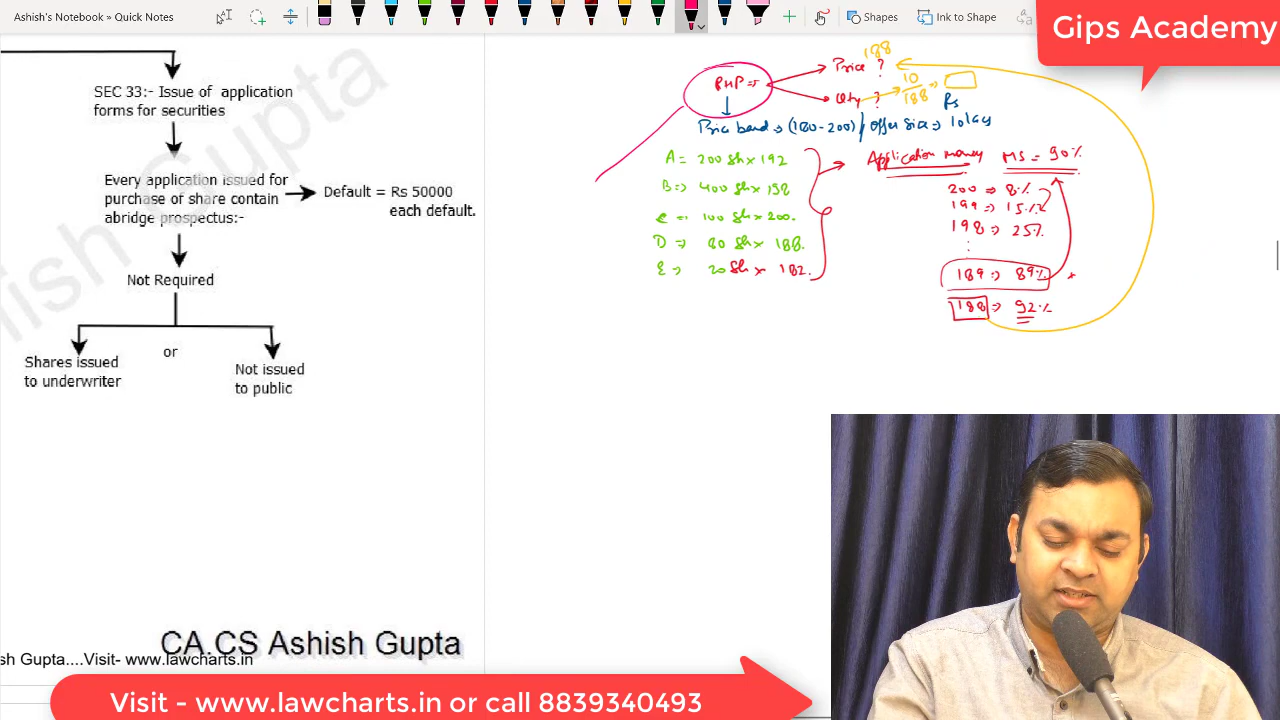 Ashish's Notebook » Quick Notes
Shapes
Ink to Shape
Gips Academy
SEC 33:- Issue of application
forms for securities
Every application issued for
purchase of share contain
abridge prospectus:-
Default = Rs 50000
each default.
Not Required
or
Shares issued
to underwriter
Not issued
to public
188
RHP =>
Price ?
Qty ?
10
188
=>
Rs
Price band => (180-200) / Offer Size => 10 lacs
A = 200 Sh x 192
B => 400 Sh x 198
C => 100 Sh x 200.
D => 80 Sh x 188.
E => 20 Sh x 182.
Application money
MS = 90%
200 => 8%
199 => 15%
198 => 25%
189 => 89%
188 => 92%
shish Gupta
CA.CS Ashish Gupta
sh Gupta....Visit- www.lawcharts.in
Visit - www.lawcharts.in or call 8839340493